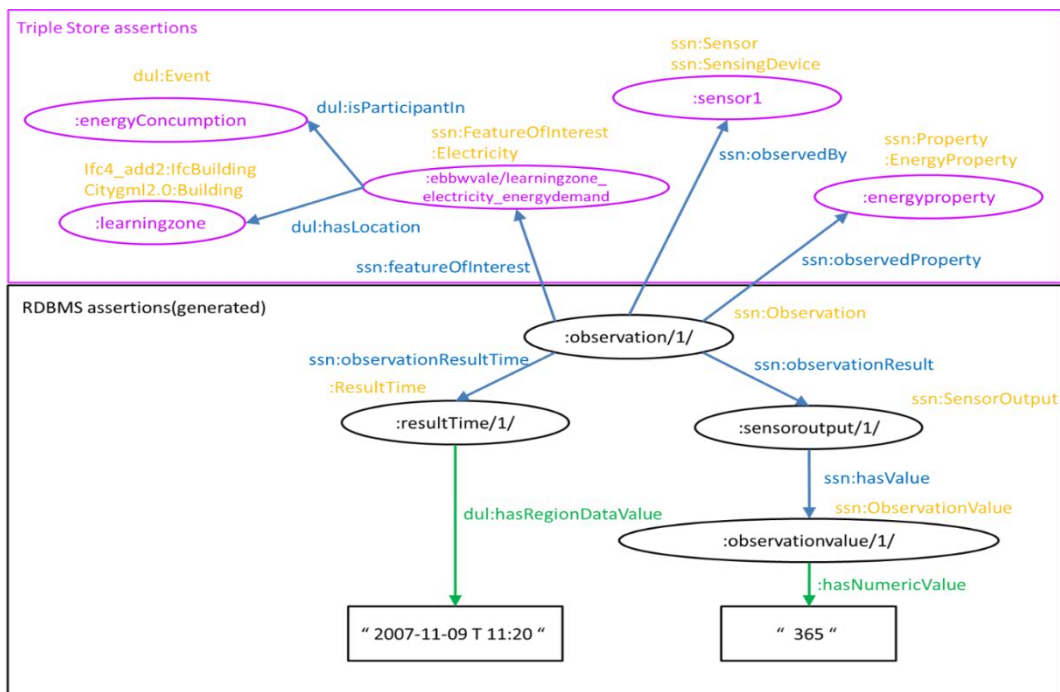 Triple Store assertions
ssn:Sensor
ssn:SensingDevice
dul:Event
:sensor1
:energyConcumption
dul:isParticipantIn
ssn:FeatureOfInterest
:Electricity
ssn:observedBy
ssn:Property
:EnergyProperty
Ifc4_add2:IfcBuilding
Citygml2.0:Building
:ebbwvale/learningzone_
electricity_energydemand
:energyproperty
:learningzone
dul:hasLocation
ssn:featureOfInterest
ssn:observedProperty
RDBMS assertions(generated)
ssn:Observation
:observation/1/
ssn:observationResultTime
ssn:observationResult
:ResultTime
ssn:SensorOutput
:resultTime/1/
:sensoroutput/1/
ssn:hasValue
dul:hasRegionDataValue
ssn:ObservationValue
:observationvalue/1/
:hasNumericValue
“ 2007-11-09 T 11:20 “
“ 365 “